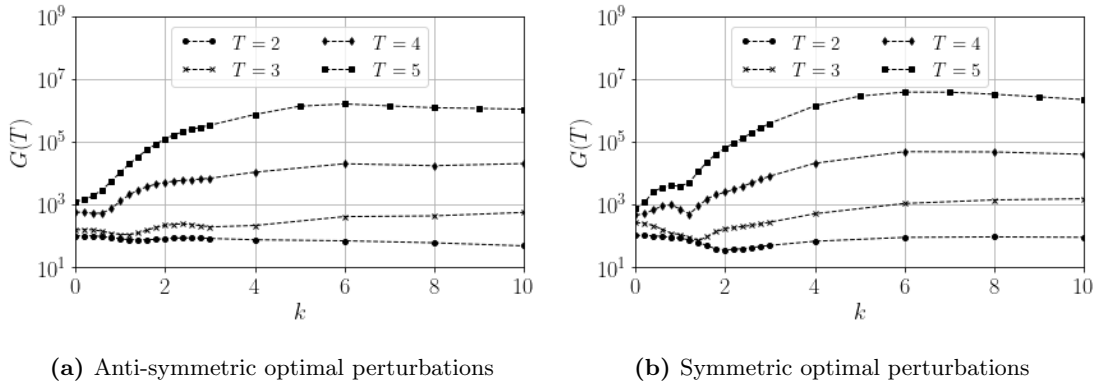 10^9
10^7
10^5
10^3
10^1
G(T)
T = 2
T = 3
T = 4
T = 5
0 2 4 6 8 10
k
(a) Anti-symmetric optimal perturbations
10^9
10^7
10^5
10^3
10^1
G(T)
T = 2
T = 3
T = 4
T = 5
0 2 4 6 8 10
k
(b) Symmetric optimal perturbations